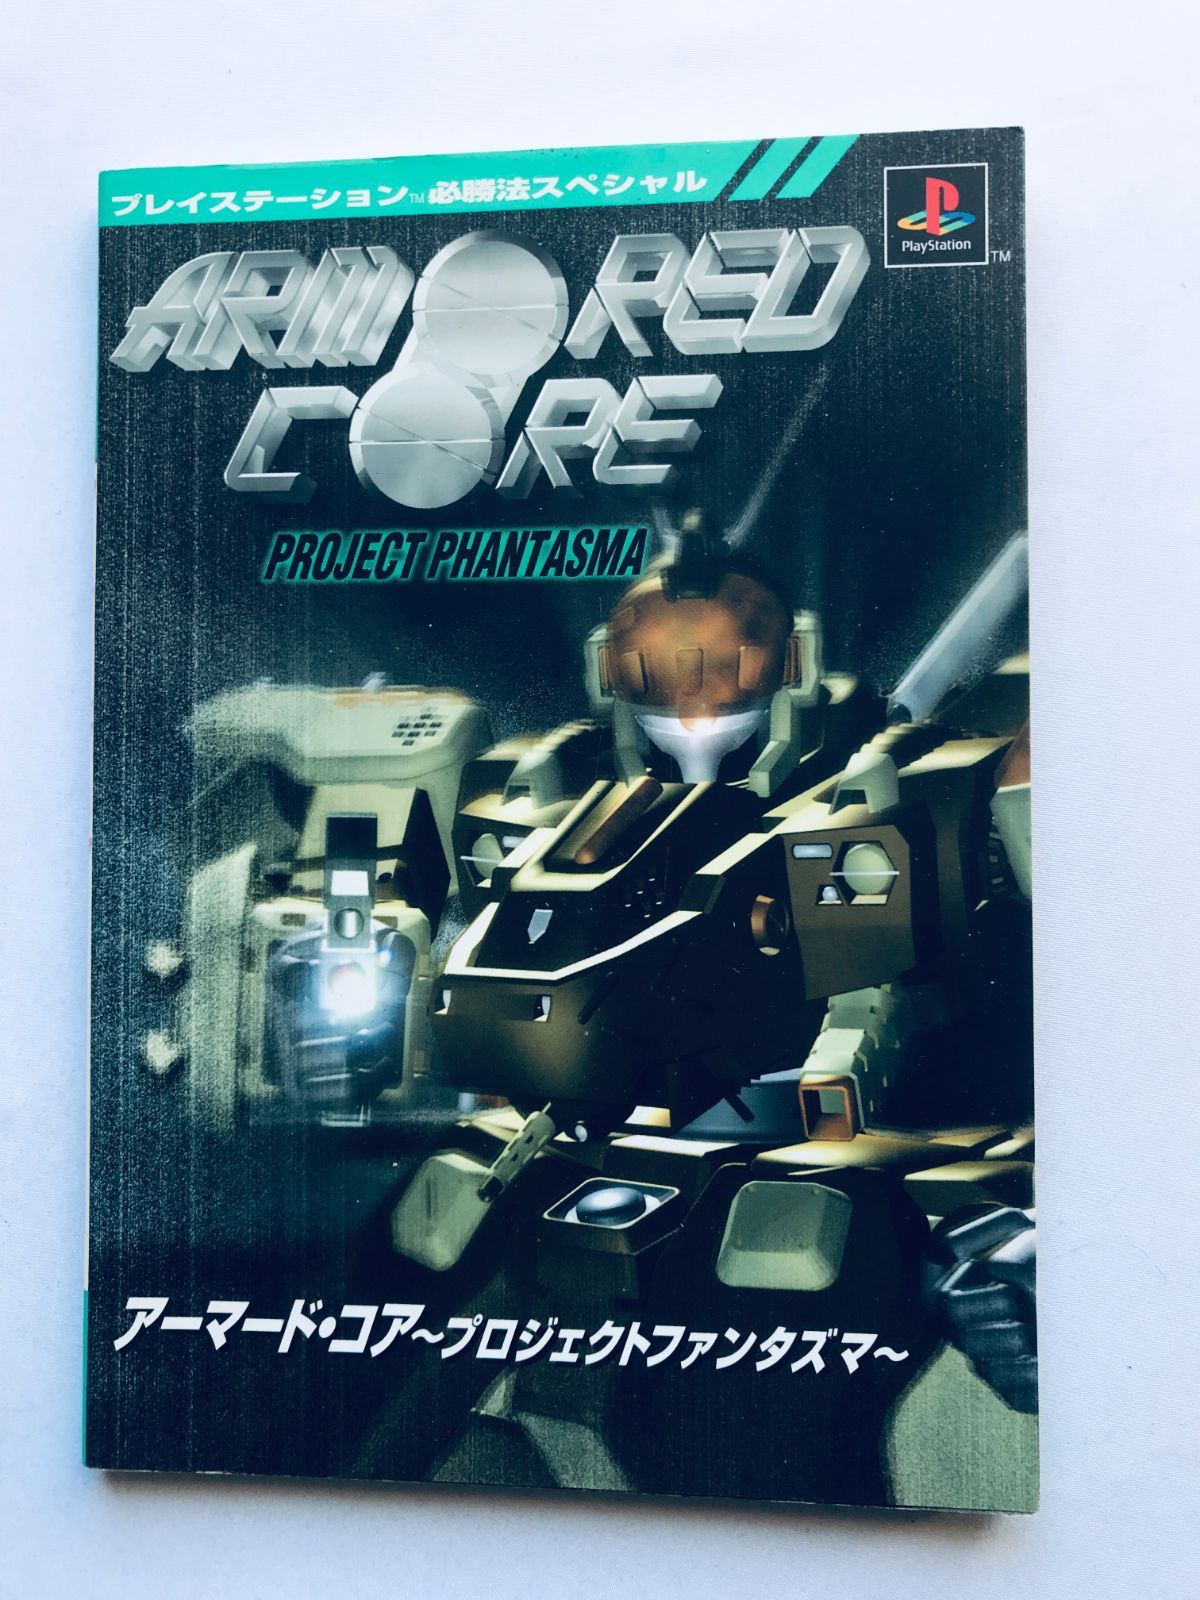 プレイステーション™必勝法スペシャル
PlayStation
™
ARMORED
CORE
PROJECT PHANTASMA
アーマード・コア～プロジェクトファンタズマ～